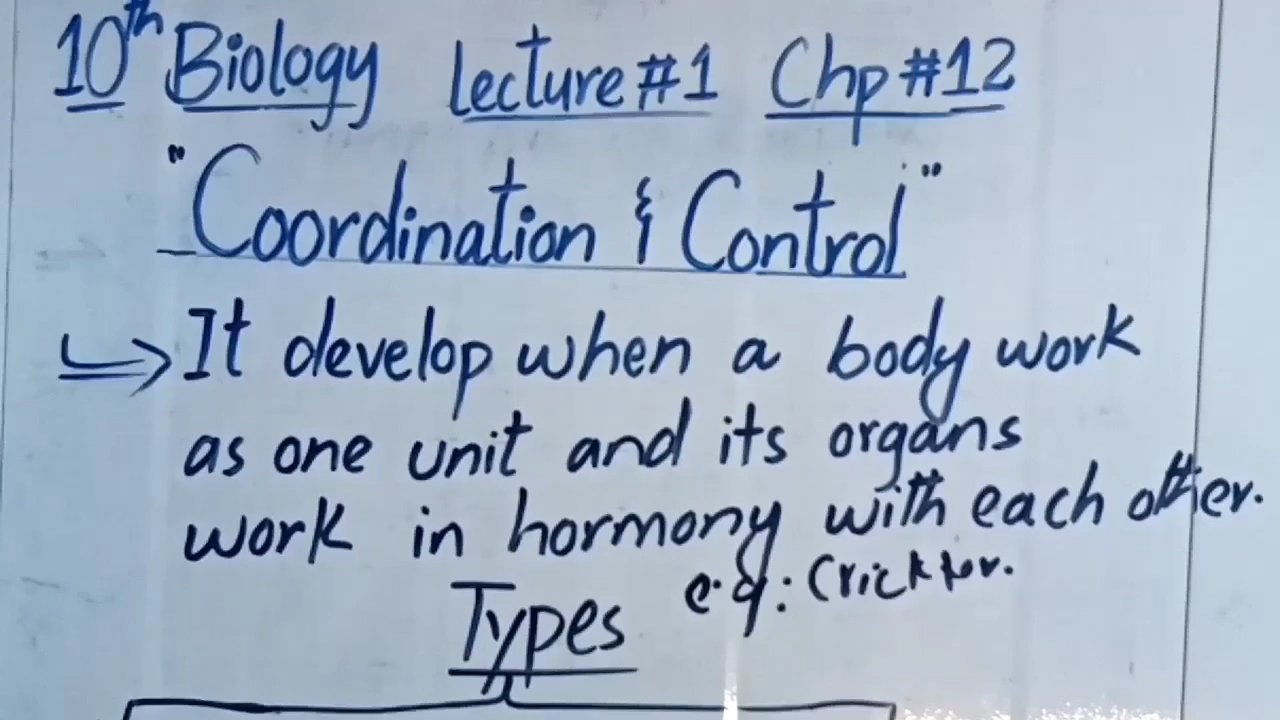 10th Biology lecture #1 Chp #12
"Coordination & Control"
It develop when a body work
as one unit and its organs
work in hormony with each other.
e.g: Crickter.
Types